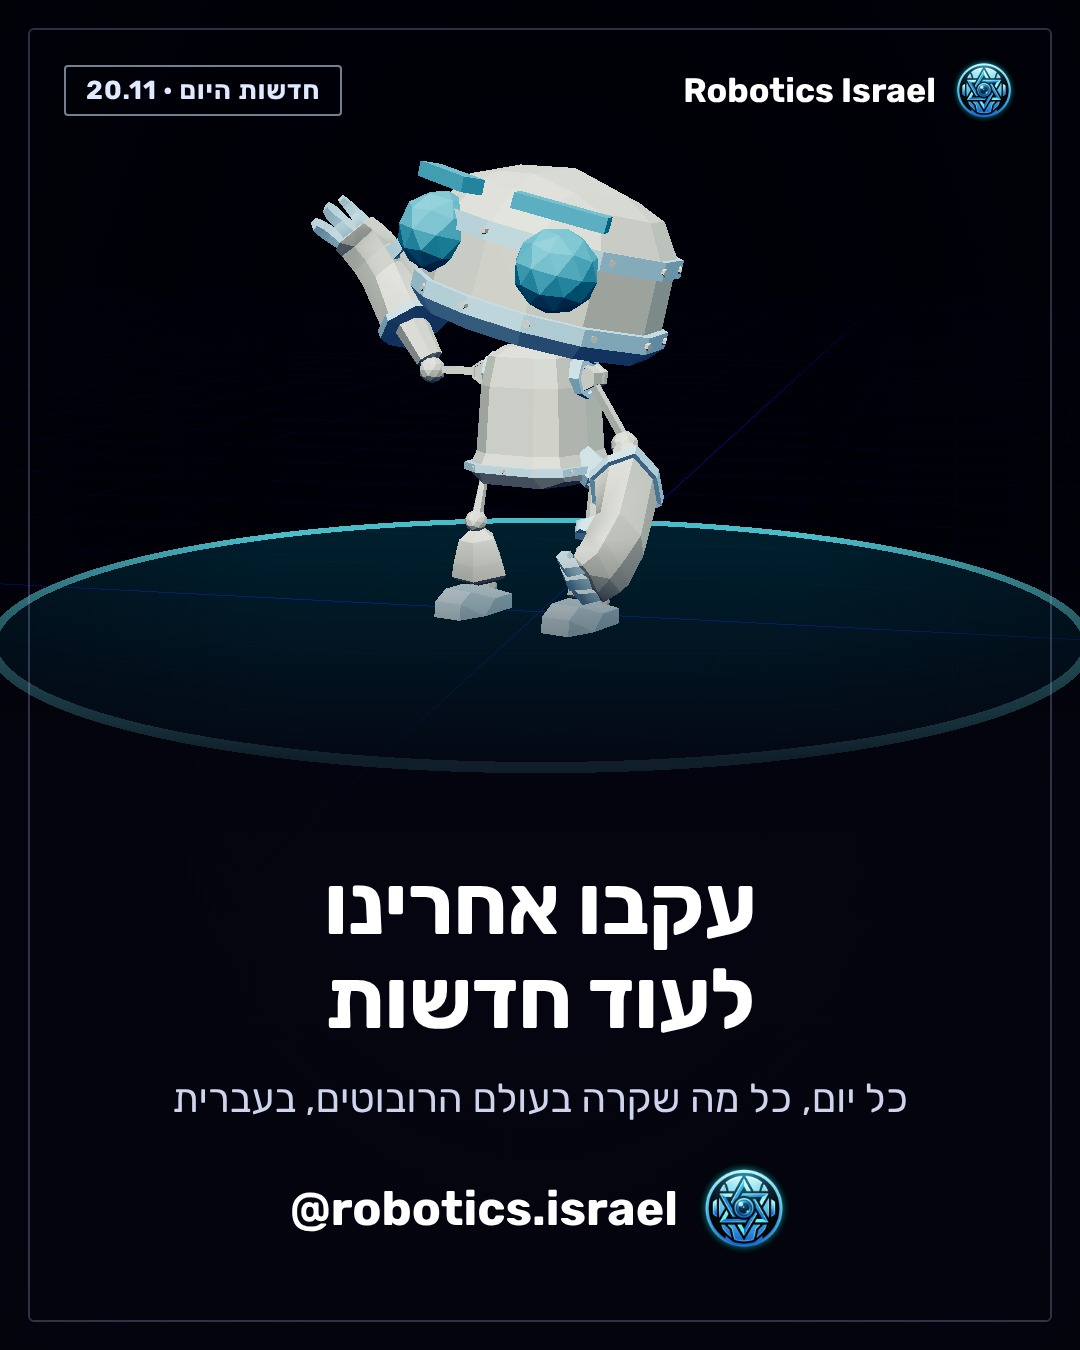 Robotics Israel
חדשות היום • 20.11
עקבו אחרינו
לעוד חדשות
כל יום, כל מה שקרה בעולם הרובוטים, בעברית
@robotics.israel